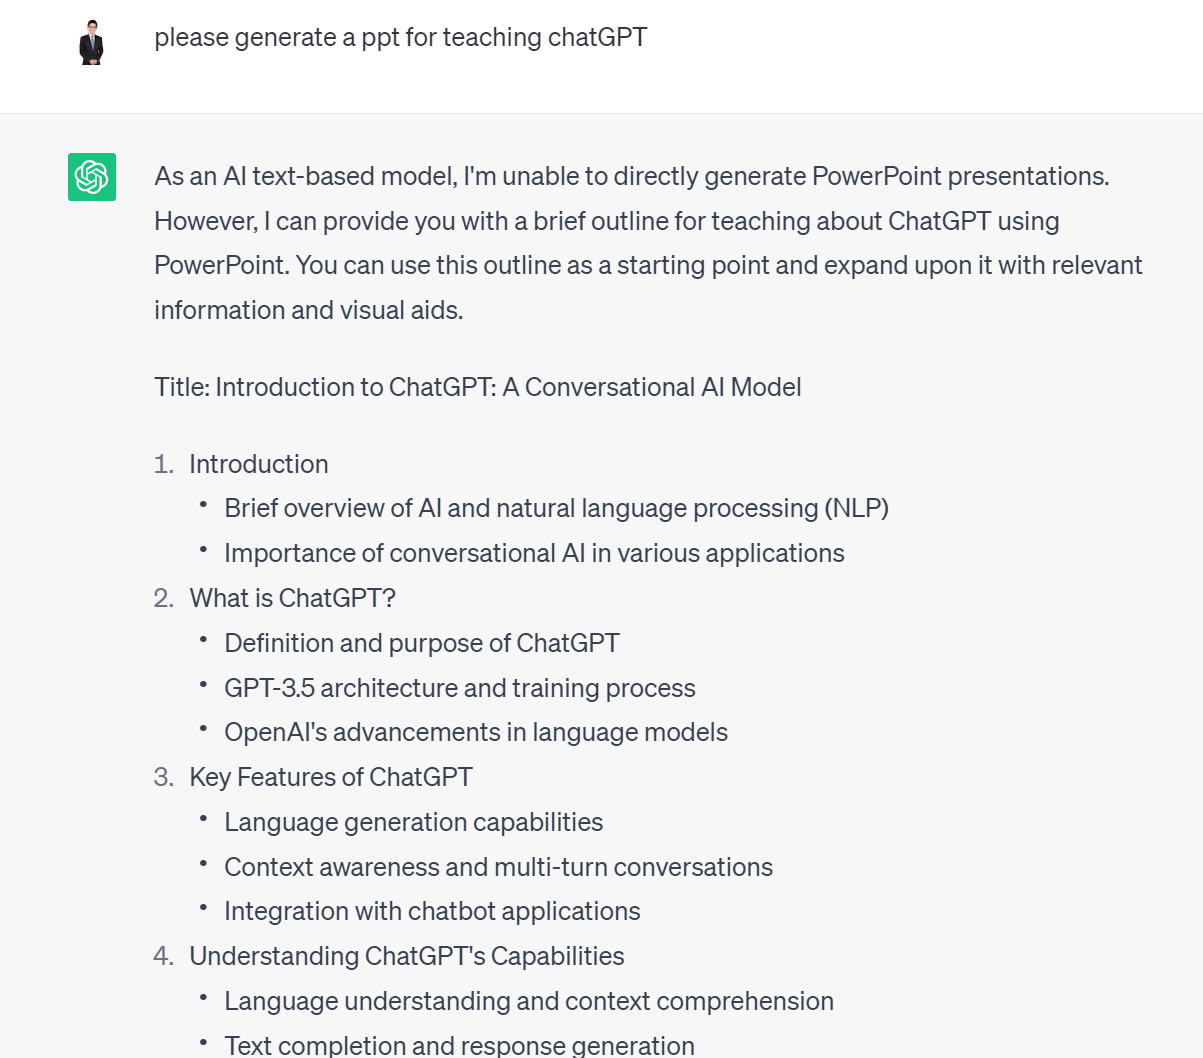 please generate a ppt for teaching chatGPT
As an AI text-based model, I'm unable to directly generate PowerPoint presentations.
However, I can provide you with a brief outline for teaching about ChatGPT using
PowerPoint. You can use this outline as a starting point and expand upon it with relevant
information and visual aids.
Title: Introduction to ChatGPT: A Conversational AI Model
1. Introduction
• Brief overview of AI and natural language processing (NLP)
• Importance of conversational AI in various applications
2. What is ChatGPT?
• Definition and purpose of ChatGPT
• GPT-3.5 architecture and training process
• OpenAI's advancements in language models
3. Key Features of ChatGPT
• Language generation capabilities
• Context awareness and multi-turn conversations
• Integration with chatbot applications
4. Understanding ChatGPT's Capabilities
• Language understanding and context comprehension
• Text completion and response generation